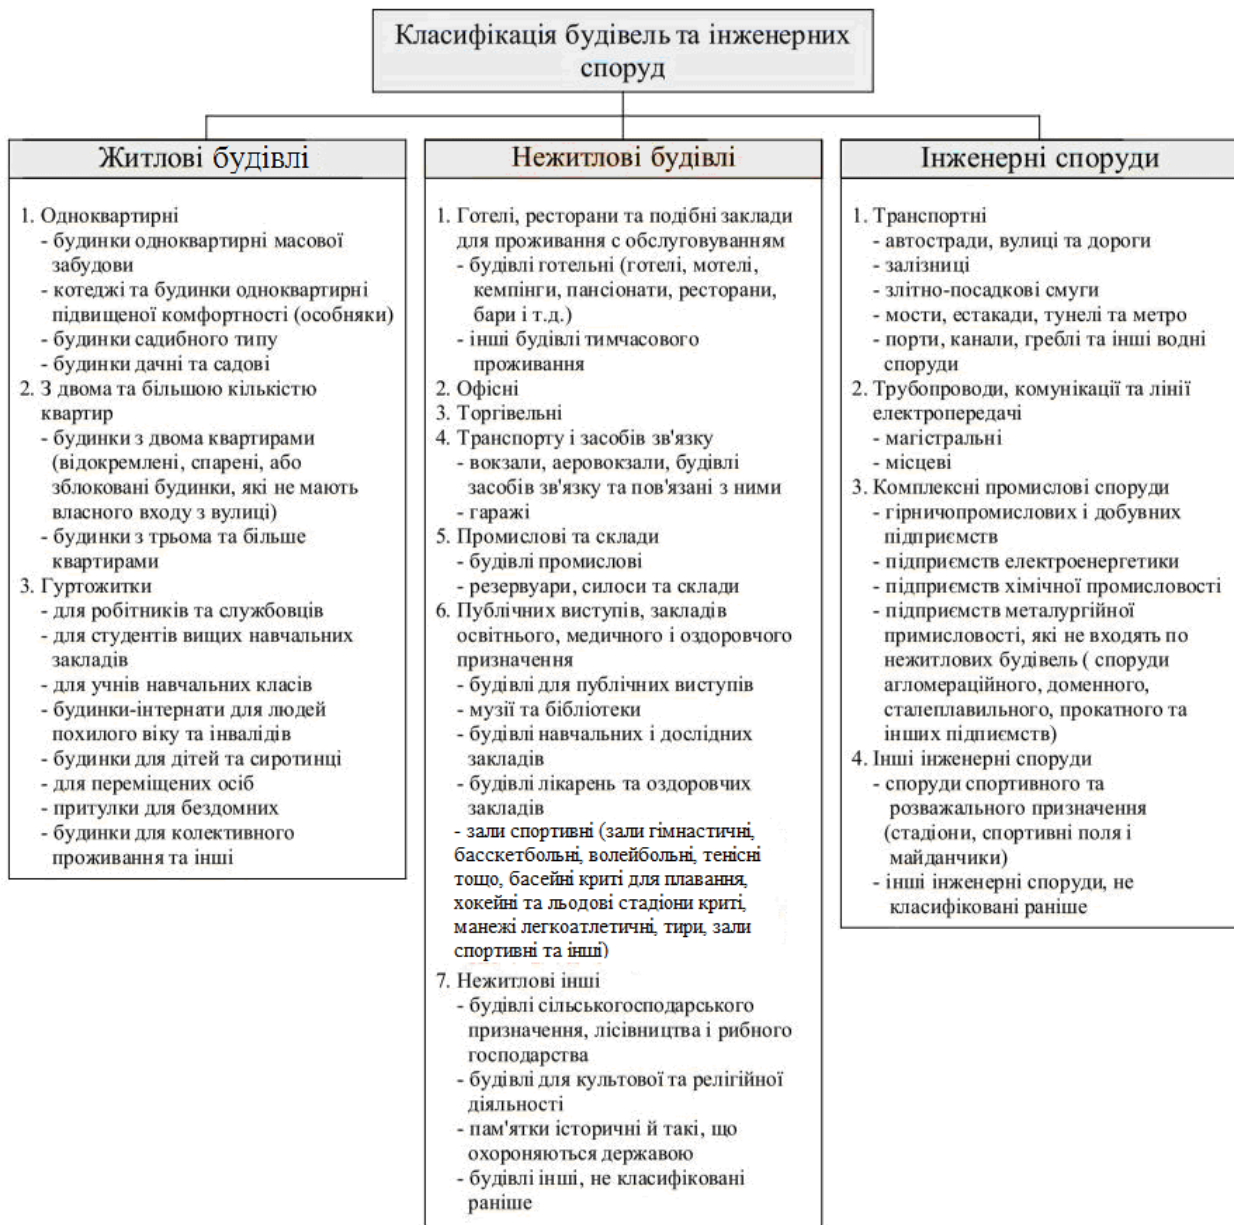 Класифікація будівель та інженерних
споруд
Житлові будівлі
1. Одноквартирні
- будинки одноквартирні масової
забудови
- котеджі та будинки одноквартирні
підвищеної комфортності (особняки)
- будинки садибного типу
- будинки дачні та садові
2. З двома та більшою кількістю
квартир
- будинки з двома квартирами
(відокремлені, спарені, або
зблоковані будинки, які не мають
власного входу з вулиці)
- будинки з трьома та більше
квартирами
3. Гуртожитки
- для робітників та службовців
- для студентів вищих навчальних
закладів
- для учнів навчальних класів
- будинки-інтернати для людей
похилого віку та інвалідів
- будинки для дітей та сиротинці
- для переміщених осіб
- притулки для бездомних
- будинки для колективного
проживання та інші
Нежитлові будівлі
1. Готелі, ресторани та подібні заклади
для проживання с обслуговуванням
- будівлі готельні (готелі, мотелі,
кемпінги, пансіонати, ресторани,
бари і т.д.)
- інші будівлі тимчасового
проживання
2. Офісні
3. Торгівельні
4. Транспорту і засобів зв'язку
- вокзали, аеровокзали, будівлі
засобів зв'язку та пов'язані з ними
- гаражі
5. Промислові та склади
- будівлі промислові
- резервуари, силоси та склади
6. Публічних виступів, закладів
освітнього, медичного і оздоровчого
призначення
- будівлі для публічних виступів
- музії та бібліотеки
- будівлі навчальних і дослідних
закладів
- будівлі лікарень та оздоровчих
закладів
- зали спортивні (зали гімнастичні,
басскетбольні, волейбольні, тенісні
тощо, басейні криті для плавання,
хокейні та льодові стадіони криті,
манежі легкоатлетичні, тири, зали
спортивні та інші)
7. Нежитлові інші
- будівлі сільськогосподарського
призначення, лісівництва і рибного
господарства
- будівлі для культової та релігійної
діяльності
- пам'ятки історичні й такі, що
охороняються державою
- будівлі інші, не класифіковані
раніше
Інженерні споруди
1. Транспортні
- автостради, вулиці та дороги
- залізниці
- злітно-посадкові смуги
- мости, естакади, тунелі та метро
- порти, канали, греблі та інші водні
споруди
2. Трубопроводи, комунікації та лінії
електропередачі
- магістральні
- місцеві
3. Комплексні промислові споруди
- гірничопромислових і добувних
підприємств
- підприємств електроенергетики
- підприємств хімічної промисловості
- підприємств металургійної
примисловості, які не входять по
нежитлових будівель ( споруди
агломераційного, доменного,
сталеплавильного, прокатного та
інших підпиємств)
4. Інші інженерні споруди
- споруди спортивного та
розважального призначення
(стадіони, спортивні поля і
майданчики)
- інші інженерні споруди, не
класифіковані раніше